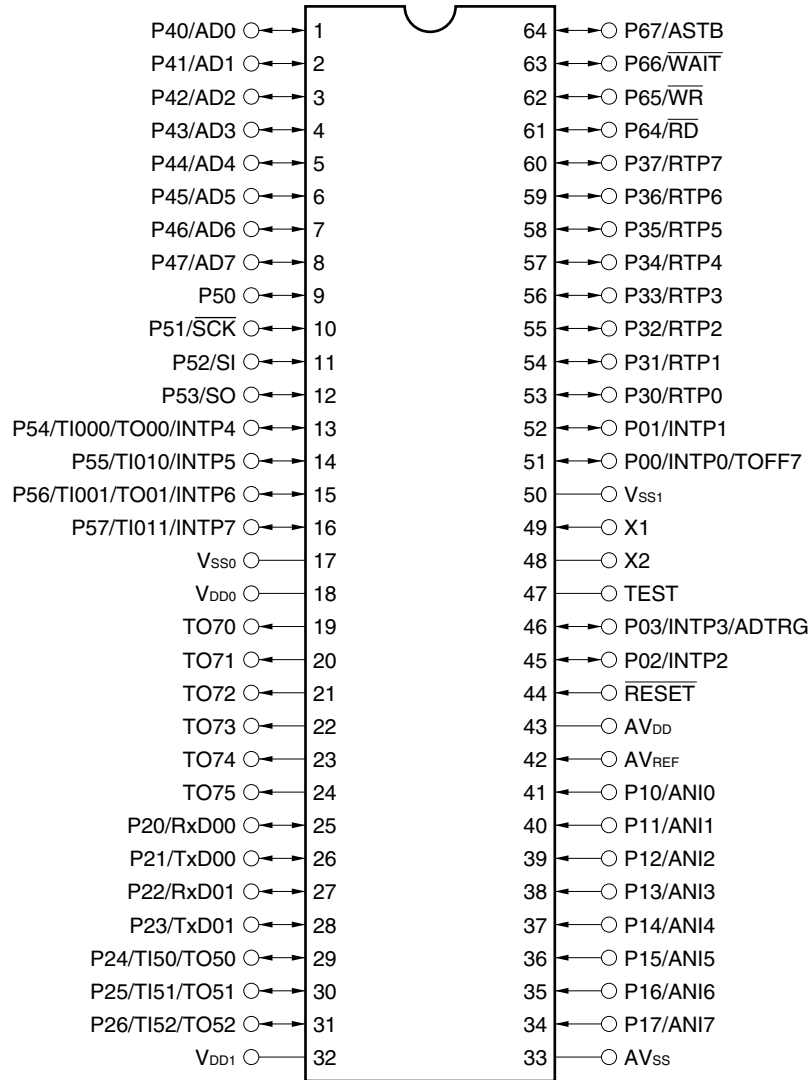 P40/AD0 1 64 P67/ASTB
P41/AD1 2 63 P66/W̅A̅I̅T̅
P42/AD2 3 62 P65/W̅R̅
P43/AD3 4 61 P64/R̅D̅
P44/AD4 5 60 P37/RTP7
P45/AD5 6 59 P36/RTP6
P46/AD6 7 58 P35/RTP5
P47/AD7 8 57 P34/RTP4
P50 9 56 P33/RTP3
P51/S̅C̅K̅ 10 55 P32/RTP2
P52/SI 11 54 P31/RTP1
P53/SO 12 53 P30/RTP0
P54/TI000/TO00/INTP4 13 52 P01/INTP1
P55/TI010/INTP5 14 51 P00/INTP0/TOFF7
P56/TI001/TO01/INTP6 15 50 VSS1
P57/TI011/INTP7 16 49 X1
VSS0 17 48 X2
VDD0 18 47 TEST
TO70 19 46 P03/INTP3/ADTRG
TO71 20 45 P02/INTP2
TO72 21 44 R̅E̅S̅E̅T̅
TO73 22 43 AVDD
TO74 23 42 AVREF
TO75 24 41 P10/ANI0
P20/RxD00 25 40 P11/ANI1
P21/TxD00 26 39 P12/ANI2
P22/RxD01 27 38 P13/ANI3
P23/TxD01 28 37 P14/ANI4
P24/TI50/TO50 29 36 P15/ANI5
P25/TI51/TO51 30 35 P16/ANI6
P26/TI52/TO52 31 34 P17/ANI7
VDD1 32 33 AVSS